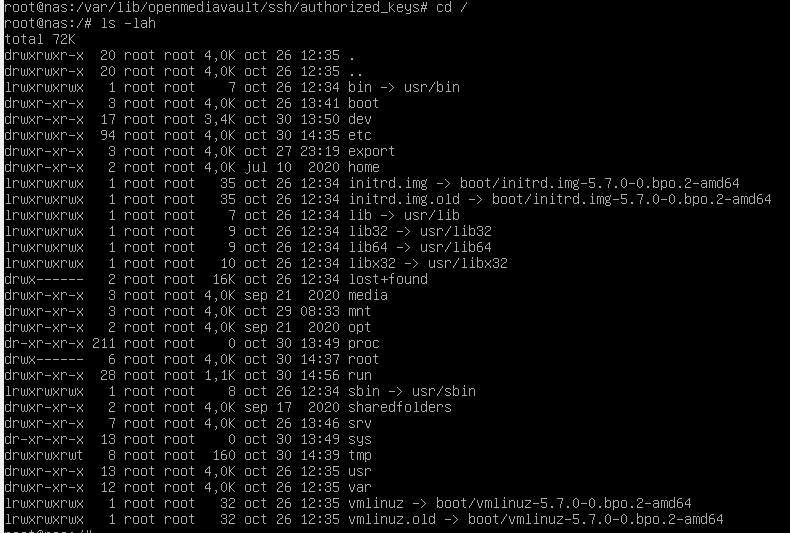 root@nas:/var/lib/openmediavault/ssh/authorized_keys# cd /
root@nas:/# ls -lah
total 72K
drwxrwxr-x  20 root root 4,0K oct 26 12:35 .
drwxrwxr-x  20 root root 4,0K oct 26 12:35 ..
lrwxrwxrwx   1 root root    7 oct 26 12:34 bin -> usr/bin
drwxr-xr-x   3 root root 4,0K oct 26 13:41 boot
drwxr-xr-x  17 root root 3,4K oct 30 13:50 dev
drwxrwxr-x  94 root root 4,0K oct 30 14:35 etc
drwxrwxr-x   3 root root 4,0K oct 27 23:19 export
drwxr-xr-x   2 root root 4,0K jul 10  2020 home
lrwxrwxrwx   1 root root   35 oct 26 12:34 initrd.img -> boot/initrd.img-5.7.0-0.bpo.2-amd64
lrwxrwxrwx   1 root root   35 oct 26 12:34 initrd.img.old -> boot/initrd.img-5.7.0-0.bpo.2-amd64
lrwxrwxrwx   1 root root    7 oct 26 12:34 lib -> usr/lib
lrwxrwxrwx   1 root root    9 oct 26 12:34 lib32 -> usr/lib32
lrwxrwxrwx   1 root root    9 oct 26 12:34 lib64 -> usr/lib64
lrwxrwxrwx   1 root root   10 oct 26 12:34 libx32 -> usr/libx32
drwx------   2 root root  16K oct 26 12:34 lost+found
drwxr-xr-x   3 root root 4,0K sep 21  2020 media
drwxr-xr-x   3 root root 4,0K oct 29 08:33 mnt
drwxr-xr-x   2 root root 4,0K sep 21  2020 opt
dr-xr-xr-x 211 root root    0 oct 30 13:49 proc
drwx------   6 root root 4,0K oct 30 14:37 root
drwxr-xr-x  28 root root 1,1K oct 30 14:56 run
lrwxrwxrwx   1 root root    8 oct 26 12:34 sbin -> usr/sbin
drwxr-xr-x   2 root root 4,0K sep 17  2020 sharedfolders
drwxr-xr-x   7 root root 4,0K oct 26 13:46 srv
dr-xr-xr-x  13 root root    0 oct 30 13:49 sys
drwxrwxrwt   8 root root  160 oct 30 14:39 tmp
drwxr-xr-x  13 root root 4,0K oct 26 12:35 usr
drwxr-xr-x  12 root root 4,0K oct 26 12:35 var
lrwxrwxrwx   1 root root   32 oct 26 12:35 vmlinuz -> boot/vmlinuz-5.7.0-0.bpo.2-amd64
lrwxrwxrwx   1 root root   32 oct 26 12:35 vmlinuz.old -> boot/vmlinuz-5.7.0-0.bpo.2-amd64
root@nas:/#